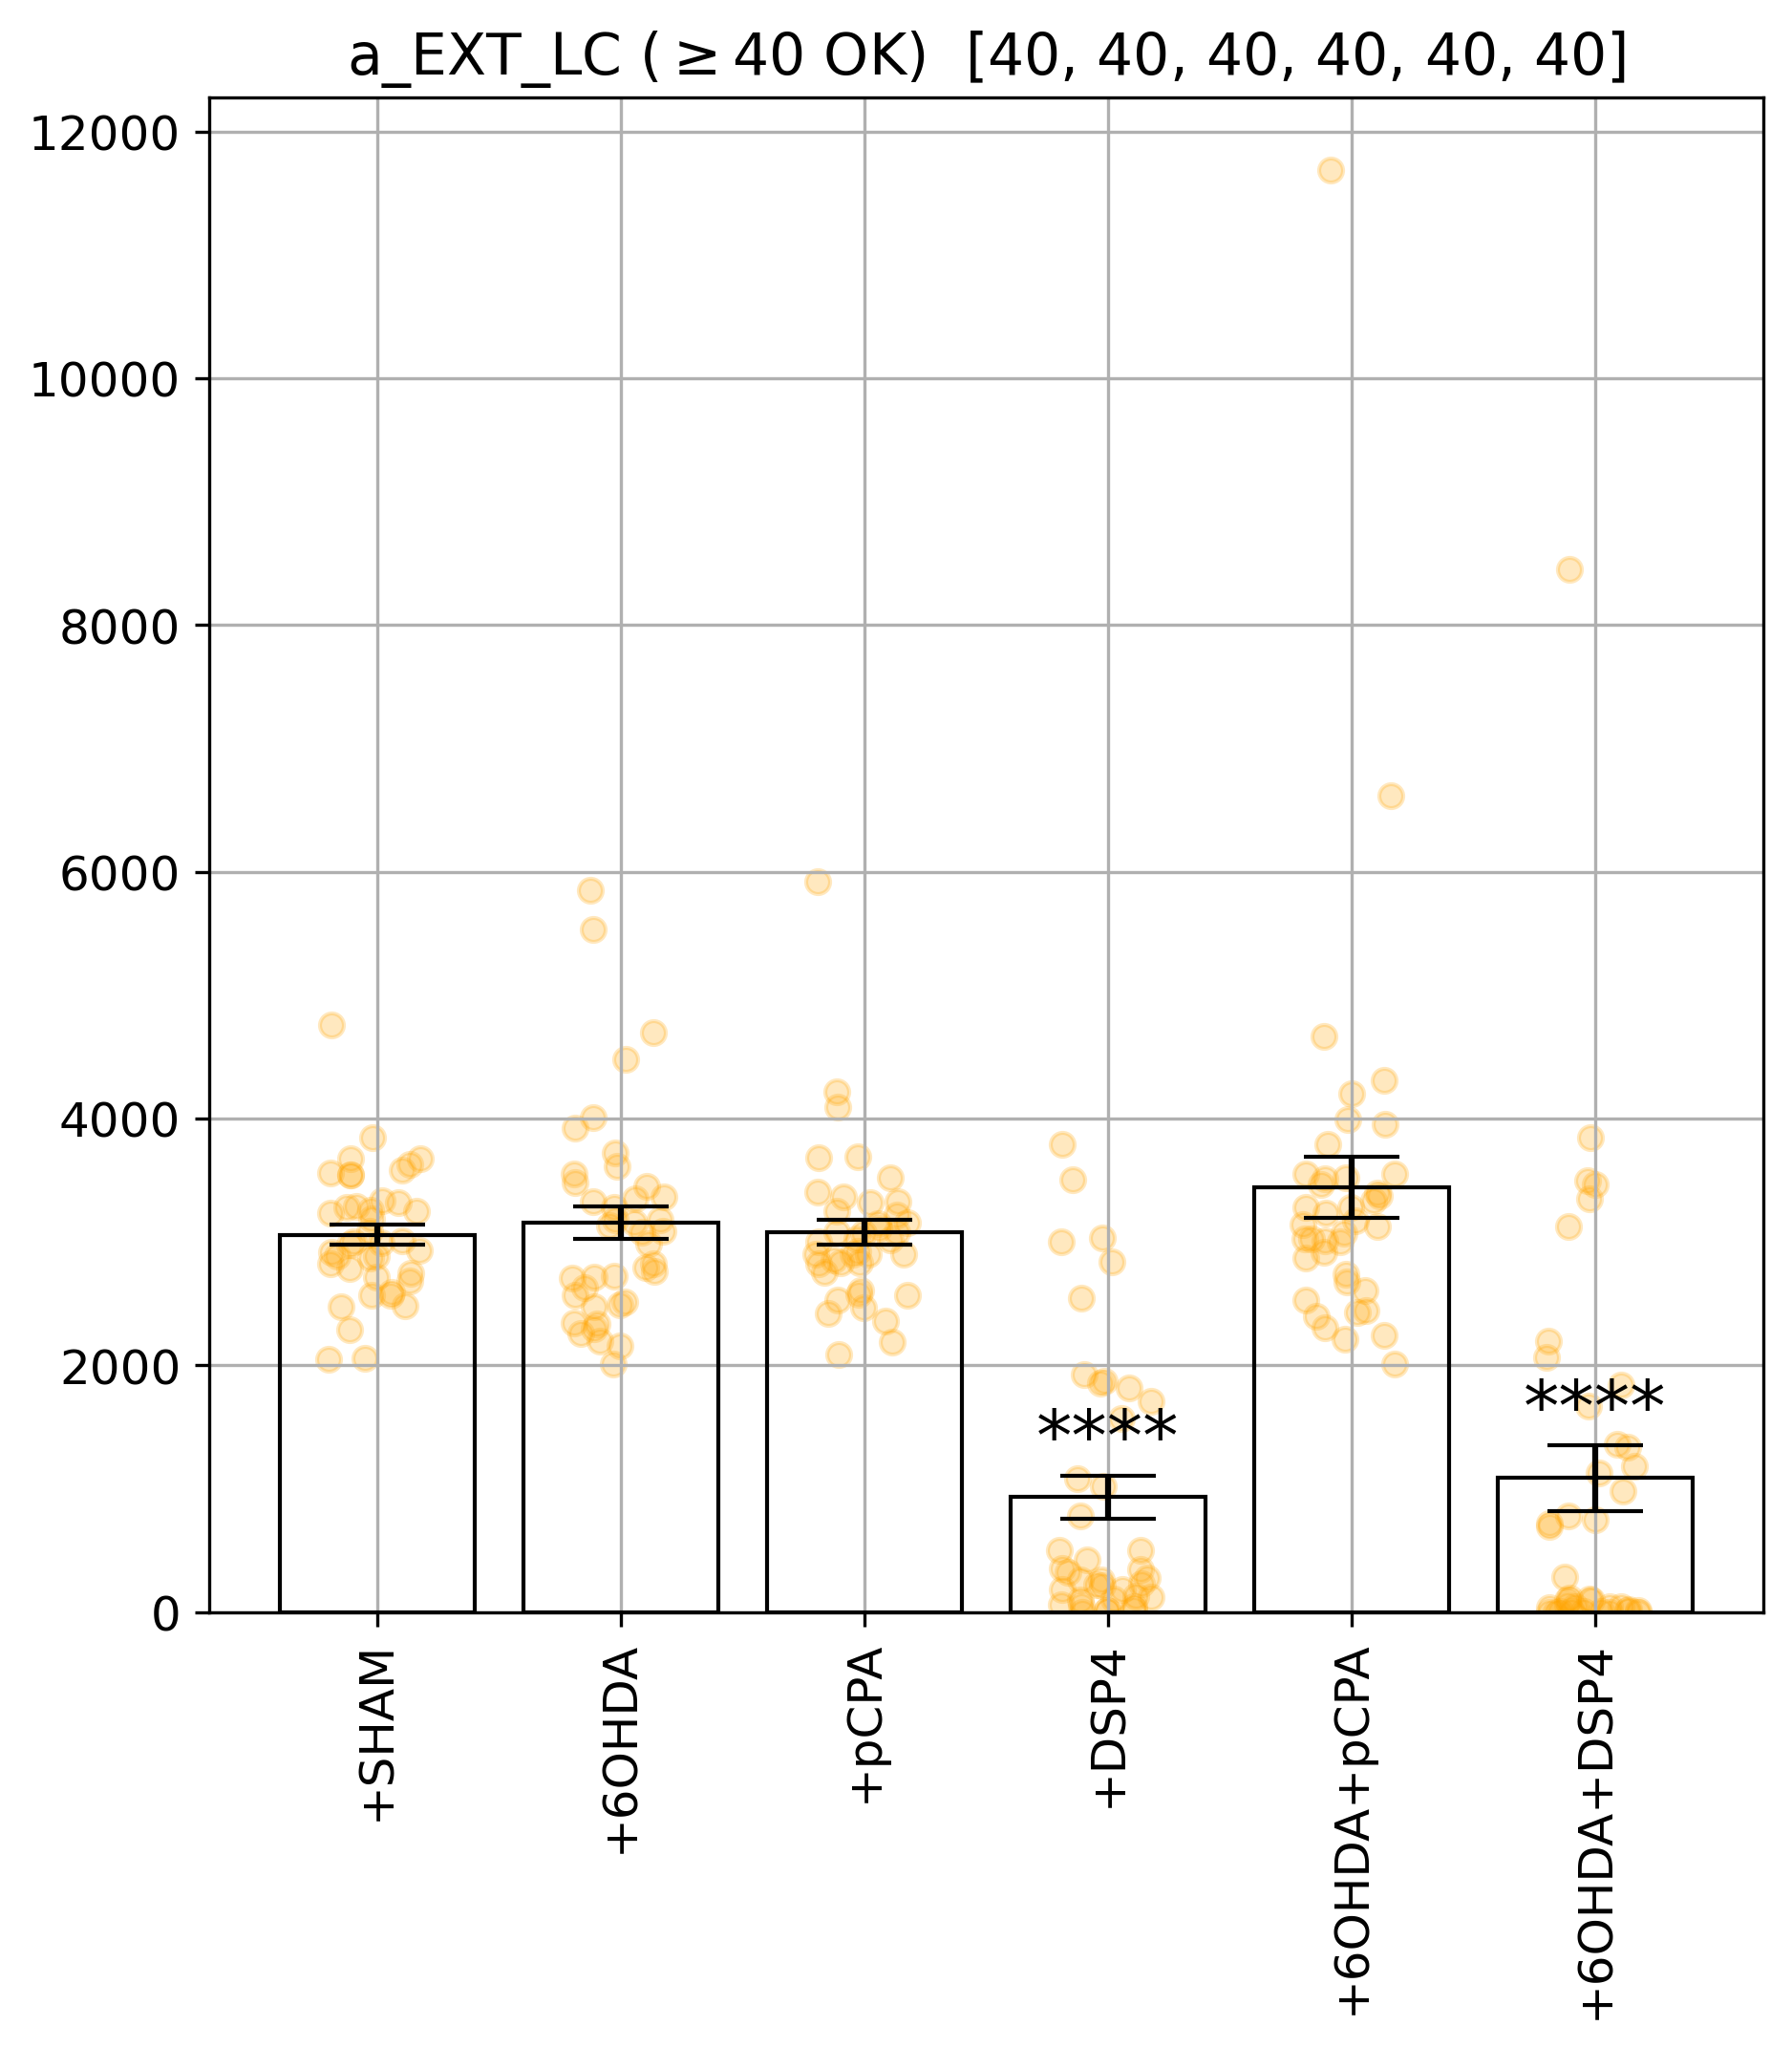 a_EXT_LC (≥40 OK) [40, 40, 40, 40, 40, 40]
12000
10000
8000
6000
4000
2000
0
****
****
+SHAM
+6OHDA
+pCPA
+DSP4
+6OHDA+pCPA
+6OHDA+DSP4